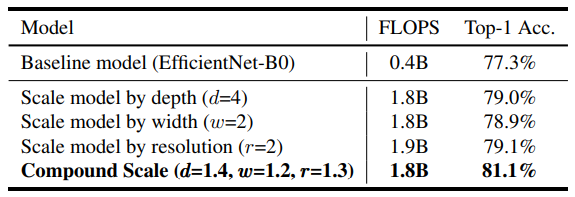 Model FLOPS Top-1 Acc.
Baseline model (EfficientNet-B0) 0.4B 77.3%
Scale model by depth (d=4) 1.8B 79.0%
Scale model by width (w=2) 1.8B 78.9%
Scale model by resolution (r=2) 1.9B 79.1%
Compound Scale (d=1.4, w=1.2, r=1.3) 1.8B 81.1%